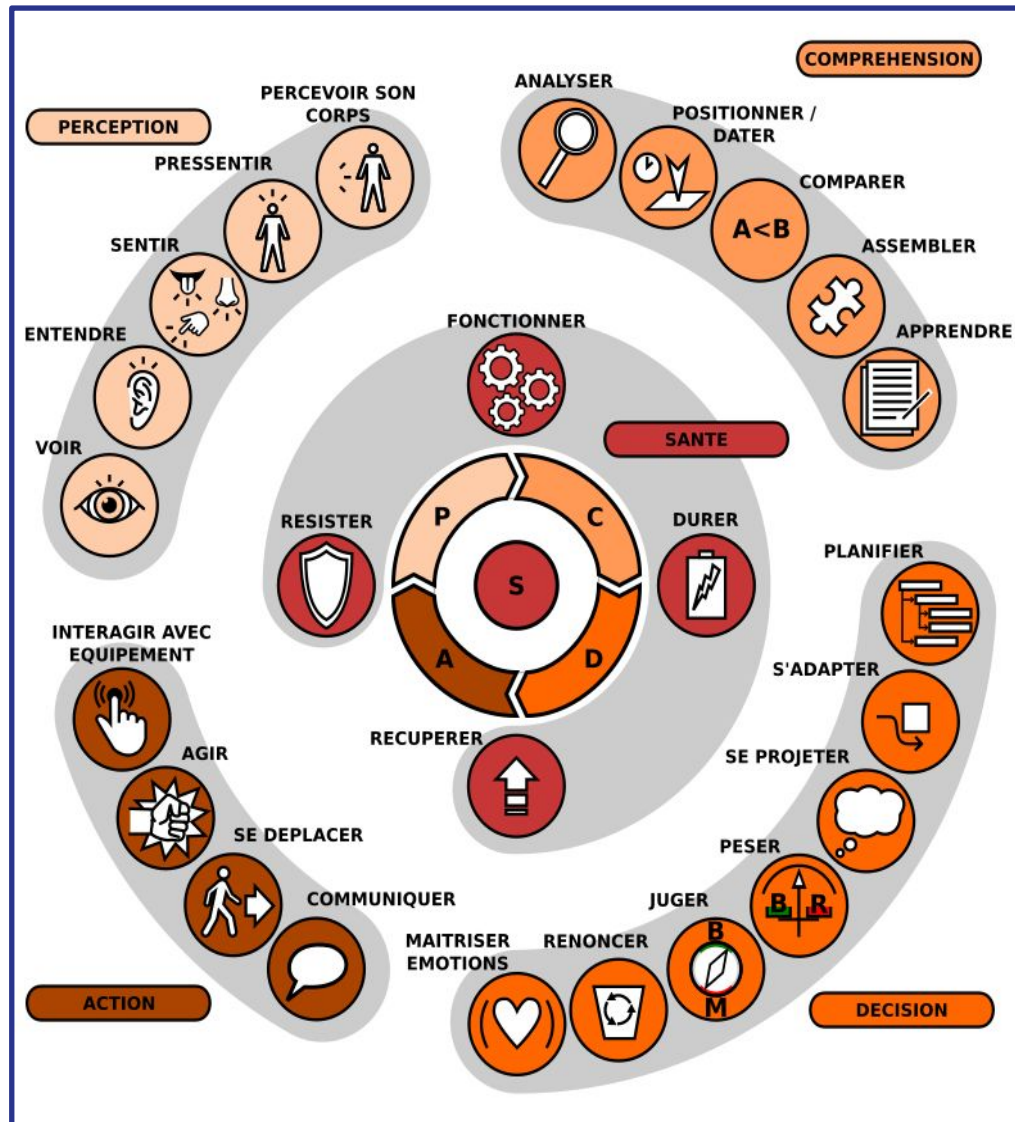 PERCEPTION
PERCEVOIR SON
CORPS
PRESSENTIR
SENTIR
ENTENDRE
VOIR
COMPREHENSION
ANALYSER
POSITIONNER /
DATER
COMPARER
A<B
ASSEMBLER
APPRENDRE
FONCTIONNER
SANTE
RESISTER
DURER
RECUPERER
P
C
S
A
D
PLANIFIER
S'ADAPTER
SE PROJETER
PESER
B R
JUGER
B
M
RENONCER
MAITRISER
EMOTIONS
DECISION
INTERAGIR AVEC
EQUIPEMENT
AGIR
SE DEPLACER
COMMUNIQUER
ACTION